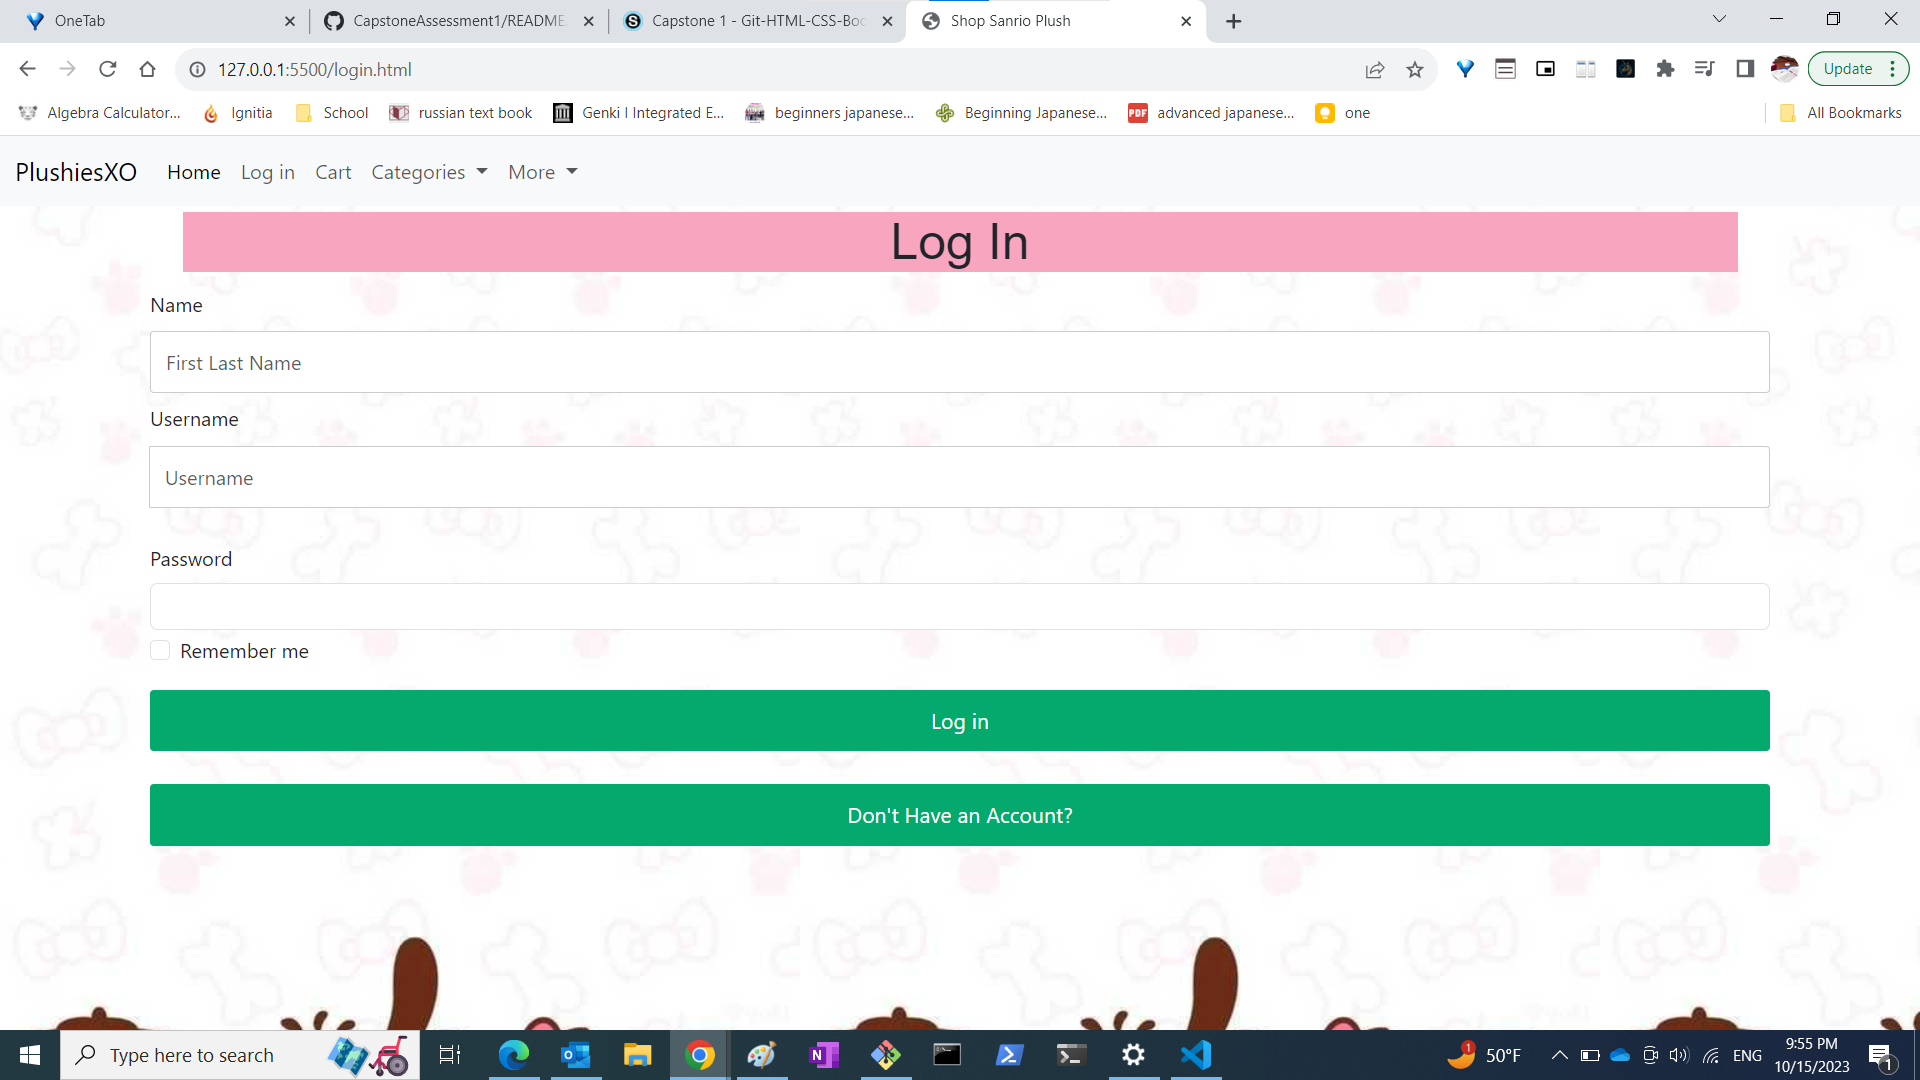 OneTab
CapstoneAssessment1/README
Capstone 1 - Git-HTML-CSS-Boo
Shop Sanrio Plush
127.0.0.1:5500/login.html
Update
Algebra Calculator...
Ignitia
School
russian text book
Genki I Integrated E...
beginners japanese...
Beginning Japanese...
PDF
advanced japanese...
one
All Bookmarks
PlushiesXO
Home
Log in
Cart
Categories
More
Log In
Name
First Last Name
Username
Username
Password
Remember me
Log in
Don't Have an Account?
Type here to search
1
50°F
ENG
9:55 PM
10/15/2023
1